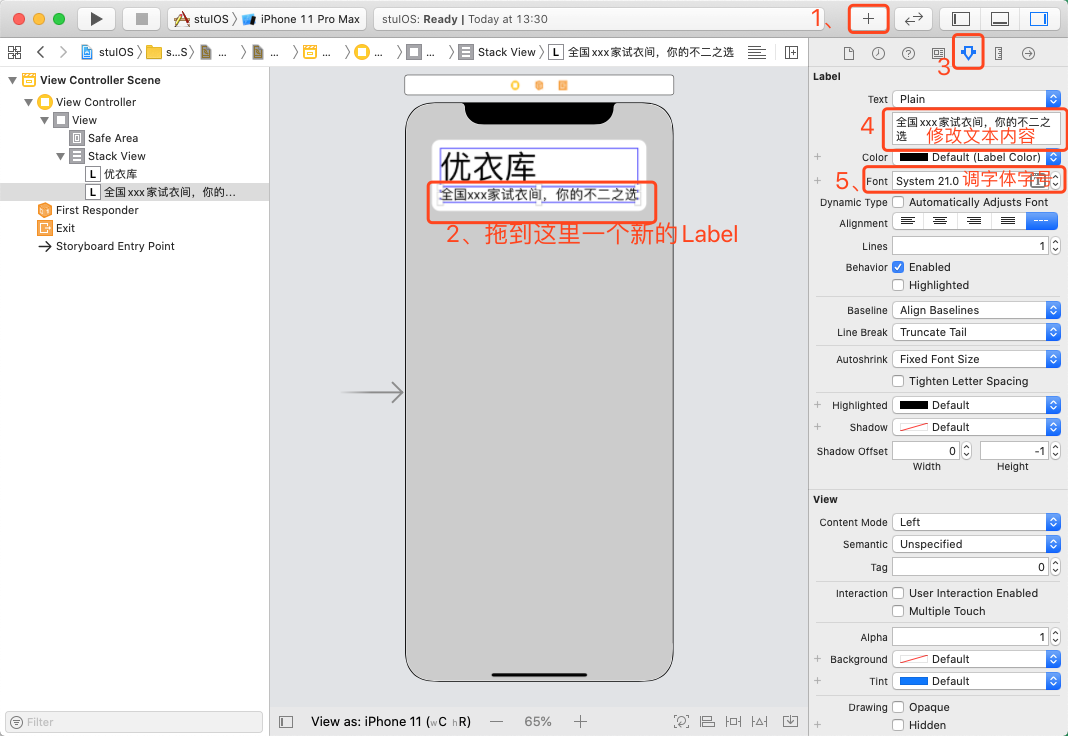 stuIOS 〉 iPhone 11 Pro Max
stuIOS: Ready | Today at 13:30
1、
stuIOS 〉 s...S 〉 ... 〉 ... 〉 ... 〉 ... 〉 ... 〉 Stack View 〉 L 全国xxx家试衣间，你的不二之选
3
View Controller Scene
View Controller
View
Safe Area
Stack View
L 优衣库
L 全国xxx家试衣间，你的...
First Responder
Exit
Storyboard Entry Point
Filter
优衣库
全国xxx家试衣间，你的不二之选
2、拖到这里一个新的Label
View as: iPhone 11 (wC hR)
65%
Label
Text Plain
4
全国xxx家试衣间，你的不二之
选
修改文本内容
Color Default (Label Color)
5、
Font System 21.0
调字体字号
Dynamic Type Automatically Adjusts Font
Alignment
Lines 1
Behavior Enabled
Highlighted
Baseline Align Baselines
Line Break Truncate Tail
Autoshrink Fixed Font Size
Tighten Letter Spacing
Highlighted Default
Shadow Default
Shadow Offset 0 -1
Width Height
View
Content Mode Left
Semantic Unspecified
Tag 0
Interaction User Interaction Enabled
Multiple Touch
Alpha 1
Background Default
Tint Default
Drawing Opaque
Hidden